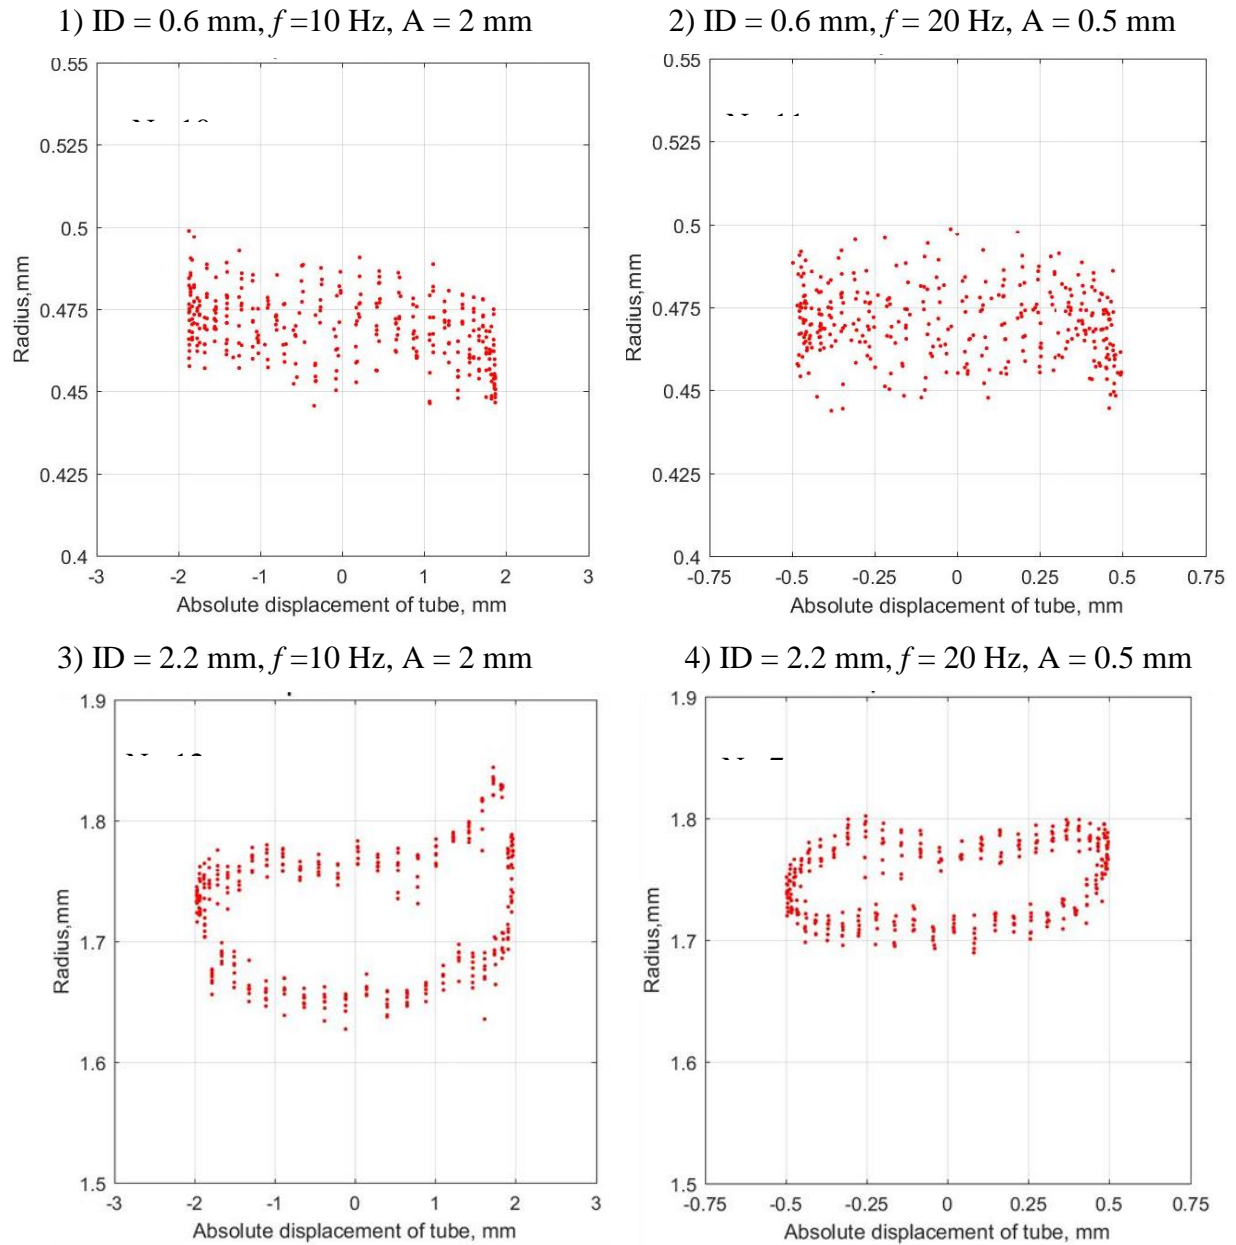 1) ID = 0.6 mm, f =10 Hz, A = 2 mm
0.55
0.525
0.5
0.475
0.45
0.425
0.4
Radius,mm
-3 -2 -1 0 1 2 3
Absolute displacement of tube, mm
2) ID = 0.6 mm, f = 20 Hz, A = 0.5 mm
0.55
0.525
0.5
0.475
0.45
0.425
0.4
Radius,mm
-0.75 -0.5 -0.25 0 0.25 0.5 0.75
Absolute displacement of tube, mm
3) ID = 2.2 mm, f =10 Hz, A = 2 mm
1.9
1.8
1.7
1.6
1.5
Radius,mm
-3 -2 -1 0 1 2 3
Absolute displacement of tube, mm
4) ID = 2.2 mm, f = 20 Hz, A = 0.5 mm
1.9
1.8
1.7
1.6
1.5
Radius,mm
-0.75 -0.5 -0.25 0 0.25 0.5 0.75
Absolute displacement of tube, mm